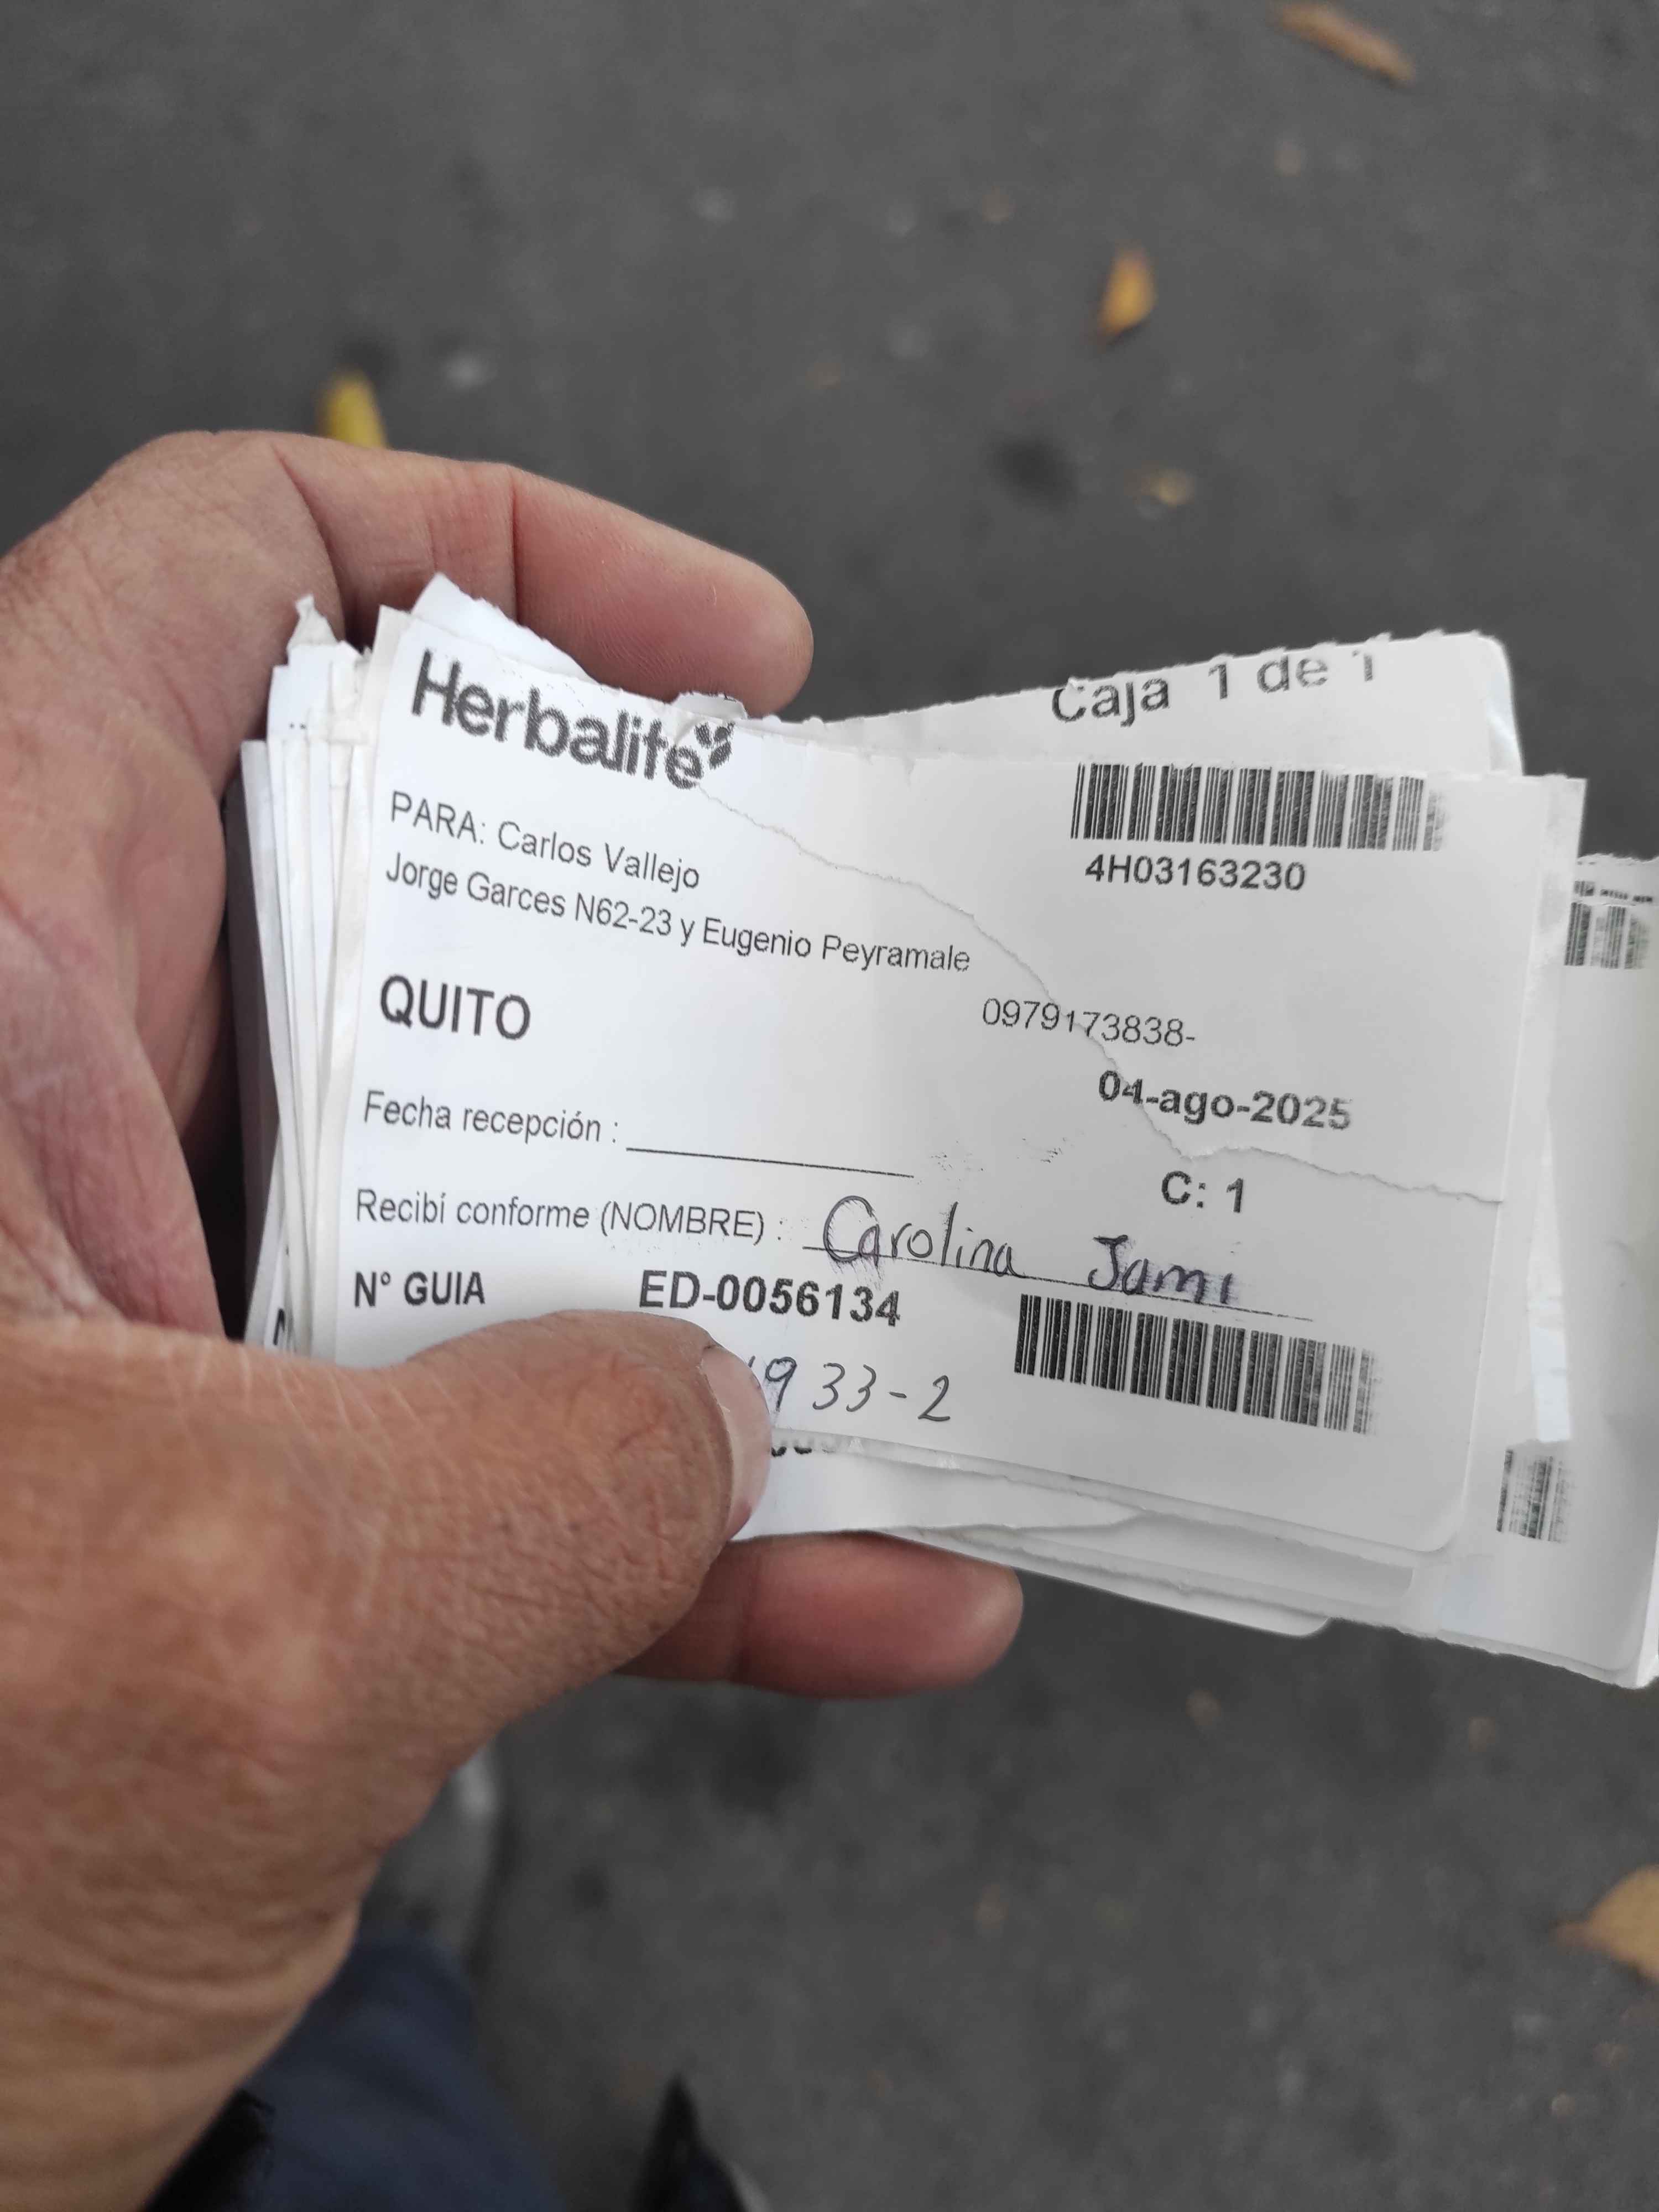 Caja 1 de 1
Herbalife
4H03163230
PARA: Carlos Vallejo
Jorge Garces N62-23 y Eugenio Peyramale
QUITO
0979173838-
04-ago-2025
Fecha recepción :
C: 1
Recibí conforme (NOMBRE) : Carolina Jami
N° GUIA ED-0056134
933-2